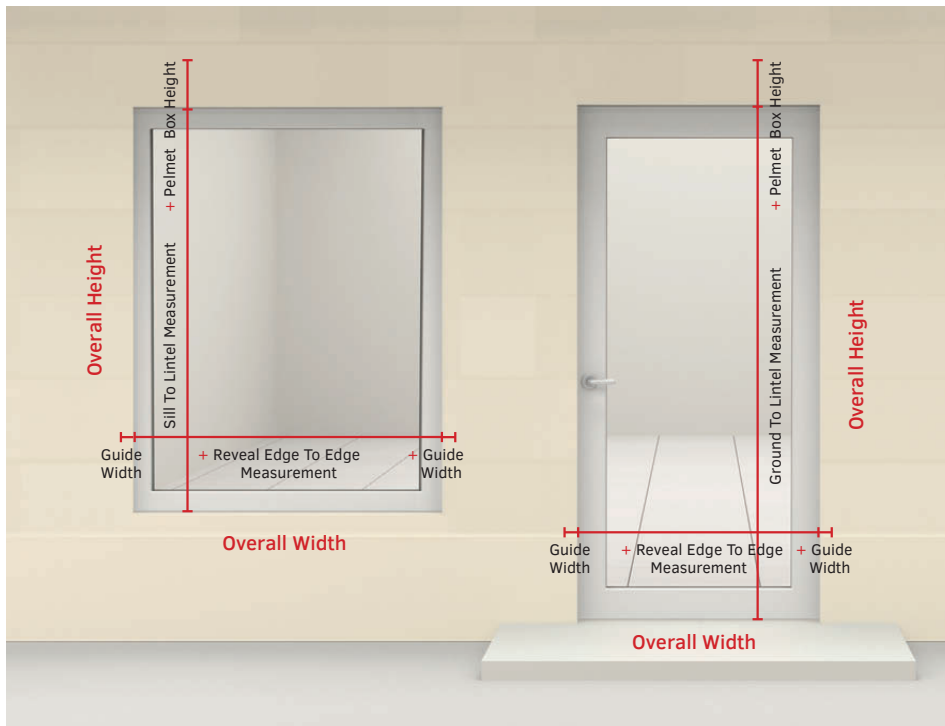 Overall Height
Sill To Lintel Measurement + Pelmet Box Height
Guide
Width
+ Reveal Edge To Edge
Measurement
+ Guide
Width
Overall Width
Ground To Lintel Measurement + Pelmet Box Height
Overall Height
Guide
Width
+ Reveal Edge To Edge
Measurement
+ Guide
Width
Overall Width